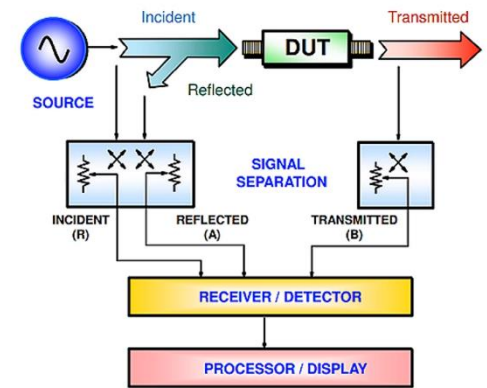 Incident
Transmitted
DUT
Reflected
SOURCE
SIGNAL
SEPARATION
INCIDENT
(R)
REFLECTED
(A)
TRANSMITTED
(B)
RECEIVER / DETECTOR
PROCESSOR / DISPLAY